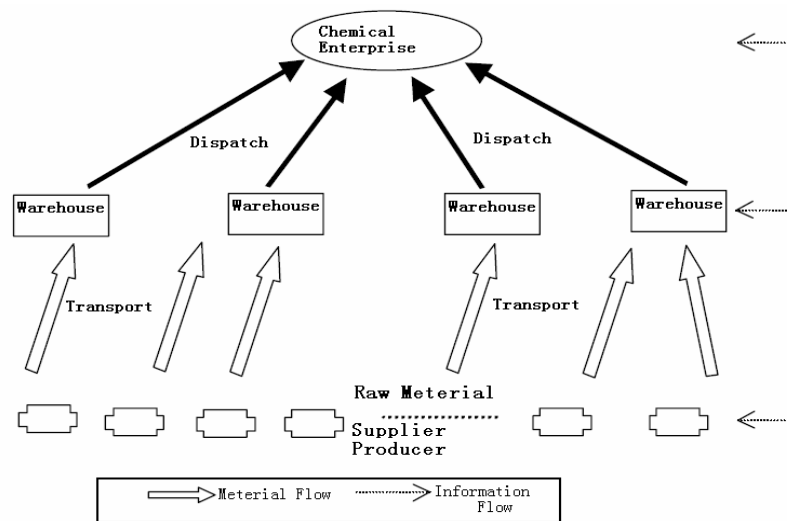 Chemical
Enterprise
Dispatch
Dispatch
Warehouse
Warehouse
Warehouse
Warehouse
Transport
Transport
Raw Meterial
Supplier
Producer
Meterial Flow
Information
Flow